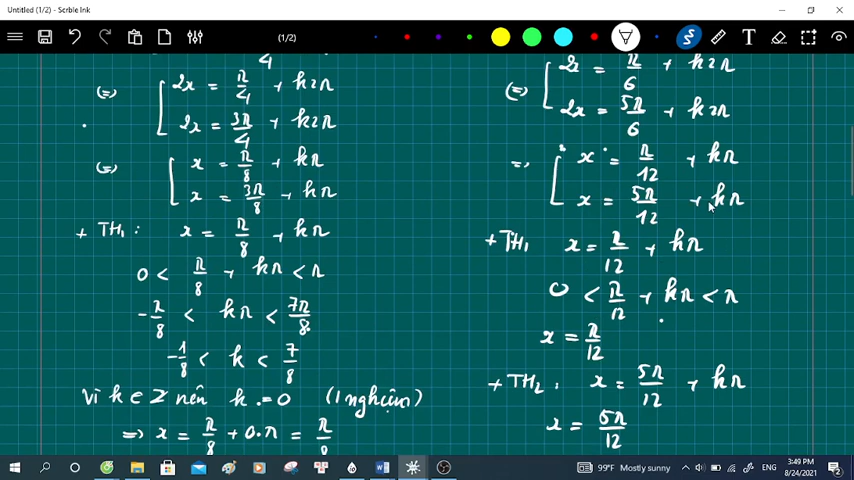 Untitled (1/2) - Scrble Ink
(1/2)
4
(=) [ 2x = π/4 + k2π
2x = 3π/4 + k2π
(=) [ x = π/8 + kπ
x = 3π/8 + kπ
+ TH1 : x = π/8 + kπ
0 < π/8 + kπ < π
-π/8 < kπ < 7π/8
-1/8 < k < 7/8
Vì k ∈ Z nên k = 0 (1 nghiệm)
=> x = π/8 + 0.π = π/8
(=) [ 2x = π/6 + k2π
2x = 5π/6 + k2π
=> [ x = π/12 + kπ
x = 5π/12 + kπ
+ TH1 x = π/12 + kπ
0 < π/12 + kπ < π
x = π/12
+ TH2 : x = 5π/12 + kπ
x = 5π/12
99°F Mostly sunny
ENG
3:49 PM
8/24/2021
2